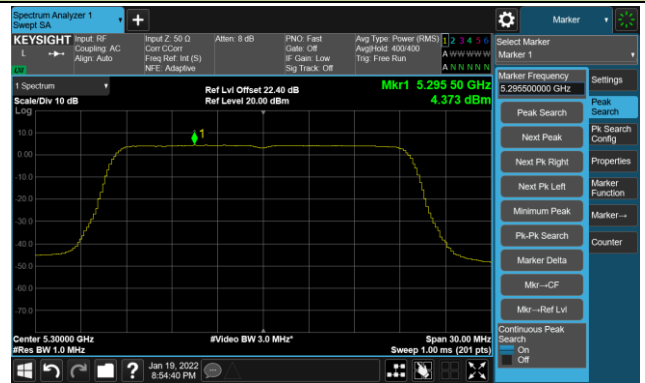 Spectrum Analyzer 1
Swept SA
+
Marker
KEYSIGHT
L
Input: RF
Coupling: AC
Align: Auto
Input Z: 50 Ω
Corr CCorr
Freq Ref: Int (S)
NFE: Adaptive
Atten: 8 dB
PNO: Fast
Gate: Off
IF Gain: Low
Sig Track: Off
Avg Type: Power (RMS)
Avg|Hold: 400/400
Trig: Free Run
1 2 3 4 5 6
A W W W W W
A N N N N N
Select Marker
Marker 1
1 Spectrum
Scale/Div 10 dB
Log
Ref Lvl Offset 22.40 dB
Ref Level 20.00 dBm
Mkr1 5.295 50 GHz
4.373 dBm
1
10.0
0.00
-10.0
-20.0
-30.0
-40.0
-50.0
-60.0
-70.0
Center 5.30000 GHz
#Res BW 1.0 MHz
#Video BW 3.0 MHz*
Span 30.00 MHz
Sweep 1.00 ms (201 pts)
Marker Frequency
5.295500000 GHz
Peak Search
Next Peak
Next Pk Right
Next Pk Left
Minimum Peak
Pk-Pk Search
Marker Delta
Mkr→CF
Mkr→Ref Lvl
Continuous Peak
Search
On
Off
Settings
Peak
Search
Pk Search
Config
Properties
Marker
Function
Marker→
Counter
?
Jan 19, 2022
8:54:40 PM